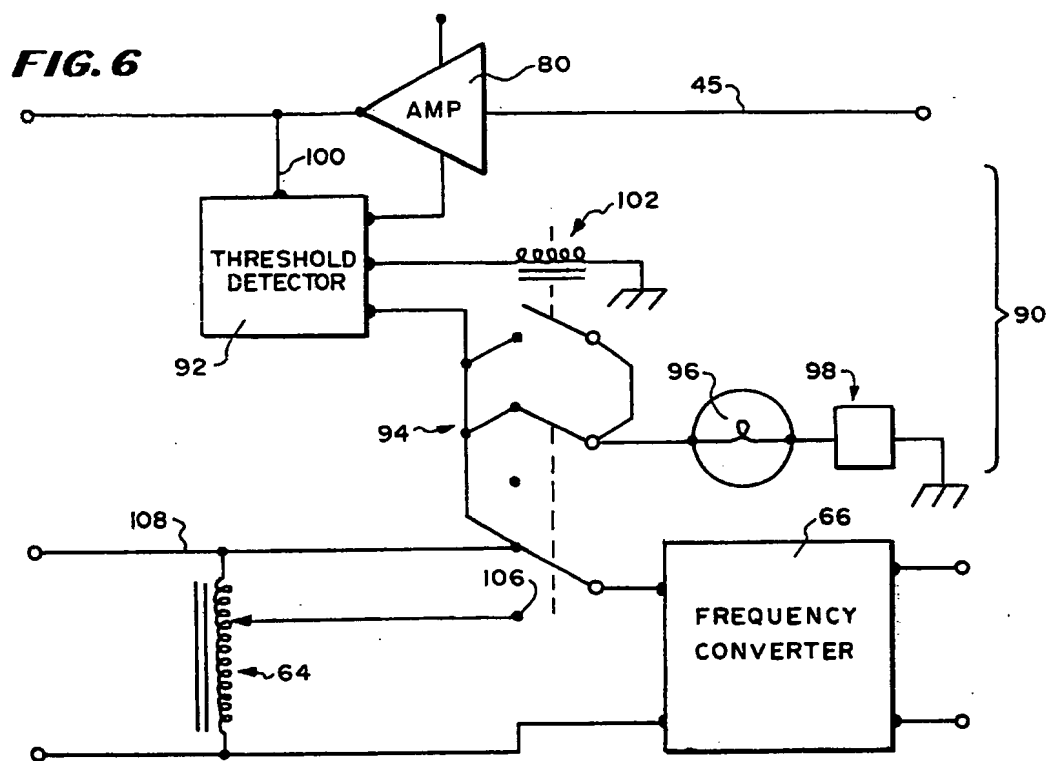 FIG. 6
80
AMP
45
100
102
THRESHOLD
DETECTOR
90
92
96
98
94
108
66
106
FREQUENCY
CONVERTER
64